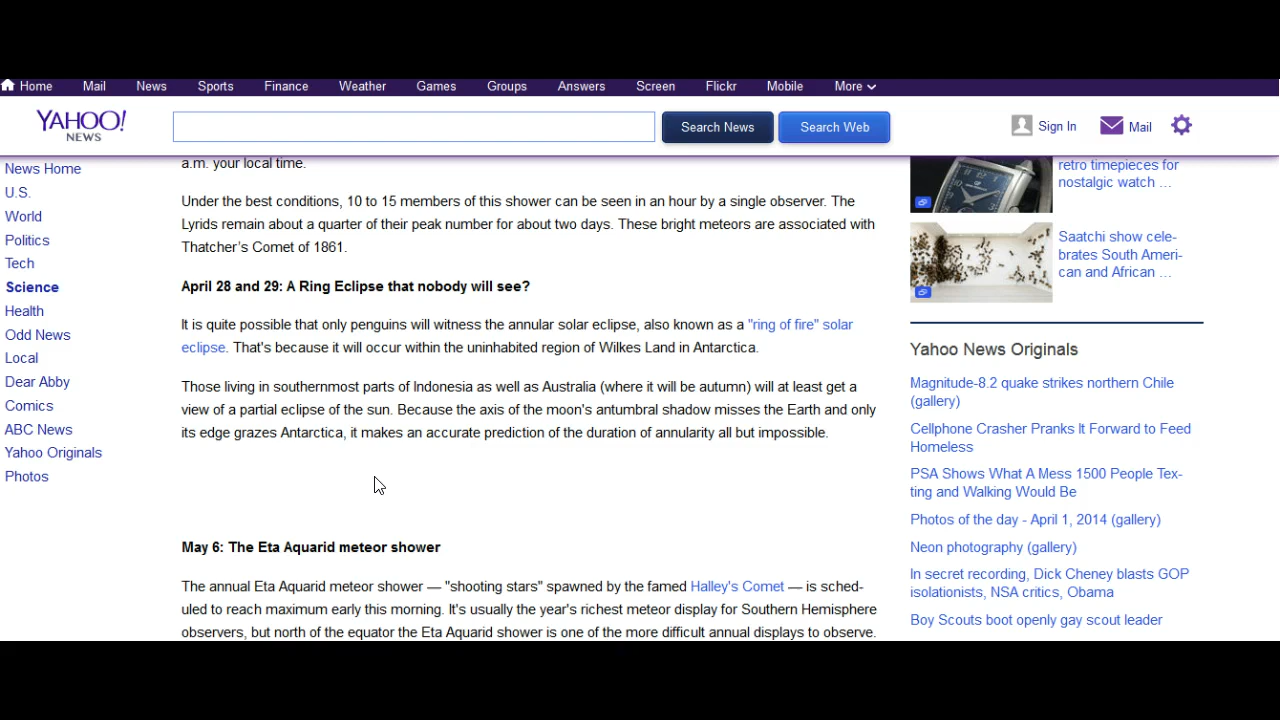 Home Mail News Sports Finance Weather Games Groups Answers Screen Flickr Mobile More
YAHOO!
NEWS
Search News
Search Web
Sign In
Mail
News Home
U.S.
World
Politics
Tech
Science
Health
Odd News
Local
Dear Abby
Comics
ABC News
Yahoo Originals
Photos
a.m. your local time.
Under the best conditions, 10 to 15 members of this shower can be seen in an hour by a single observer. The
Lyrids remain about a quarter of their peak number for about two days. These bright meteors are associated with
Thatcher's Comet of 1861.
April 28 and 29: A Ring Eclipse that nobody will see?
It is quite possible that only penguins will witness the annular solar eclipse, also known as a "ring of fire" solar
eclipse. That's because it will occur within the uninhabited region of Wilkes Land in Antarctica.
Those living in southernmost parts of Indonesia as well as Australia (where it will be autumn) will at least get a
view of a partial eclipse of the sun. Because the axis of the moon's antumbral shadow misses the Earth and only
its edge grazes Antarctica, it makes an accurate prediction of the duration of annularity all but impossible.
May 6: The Eta Aquarid meteor shower
The annual Eta Aquarid meteor shower — "shooting stars" spawned by the famed Halley's Comet — is sched-
uled to reach maximum early this morning. It's usually the year's richest meteor display for Southern Hemisphere
observers, but north of the equator the Eta Aquarid shower is one of the more difficult annual displays to observe.
retro timepieces for
nostalgic watch ...
Saatchi show cele-
brates South Ameri-
can and African ...
Yahoo News Originals
Magnitude-8.2 quake strikes northern Chile
(gallery)
Cellphone Crasher Pranks It Forward to Feed
Homeless
PSA Shows What A Mess 1500 People Tex-
ting and Walking Would Be
Photos of the day - April 1, 2014 (gallery)
Neon photography (gallery)
In secret recording, Dick Cheney blasts GOP
isolationists, NSA critics, Obama
Boy Scouts boot openly gay scout leader